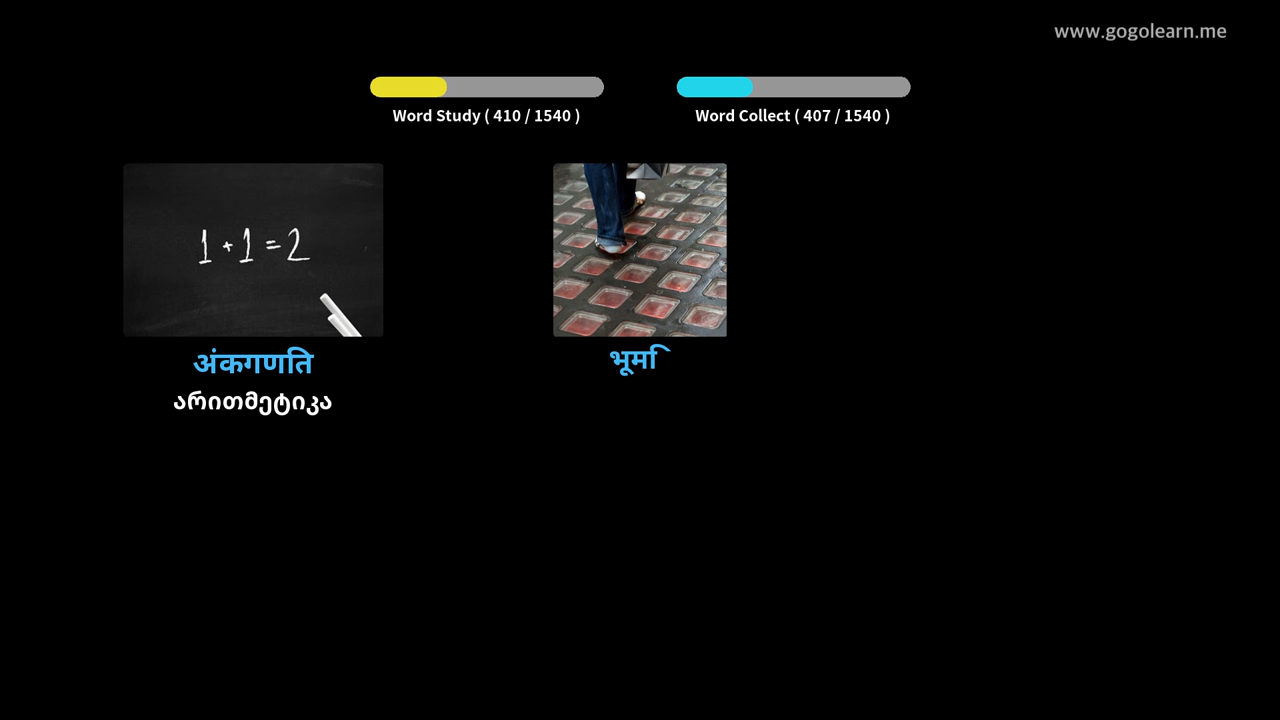 www.gogolearn.me
Word Study ( 410 / 1540 )
Word Collect ( 407 / 1540 )
1 + 1 = 2
अंकगणित
არითმეტიკა
भूमि